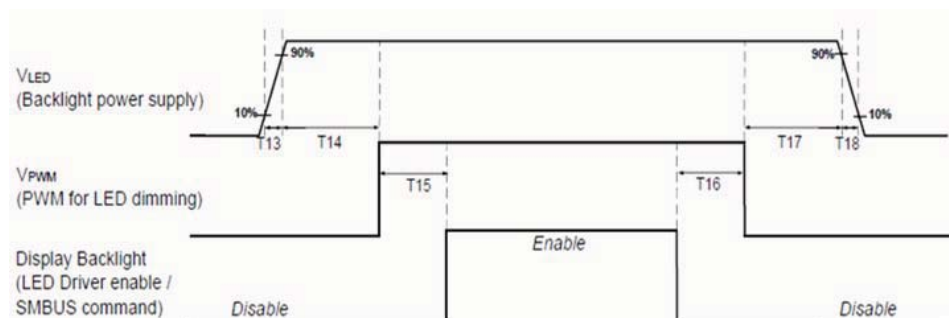 90%
90%
VLED
(Backlight power supply)
10%
10%
T13
T14
T17
T18
VPWM
(PWM for LED dimming)
T15
T16
Display Backlight
(LED Driver enable /
SMBUS command)
Enable
Disable
Disable